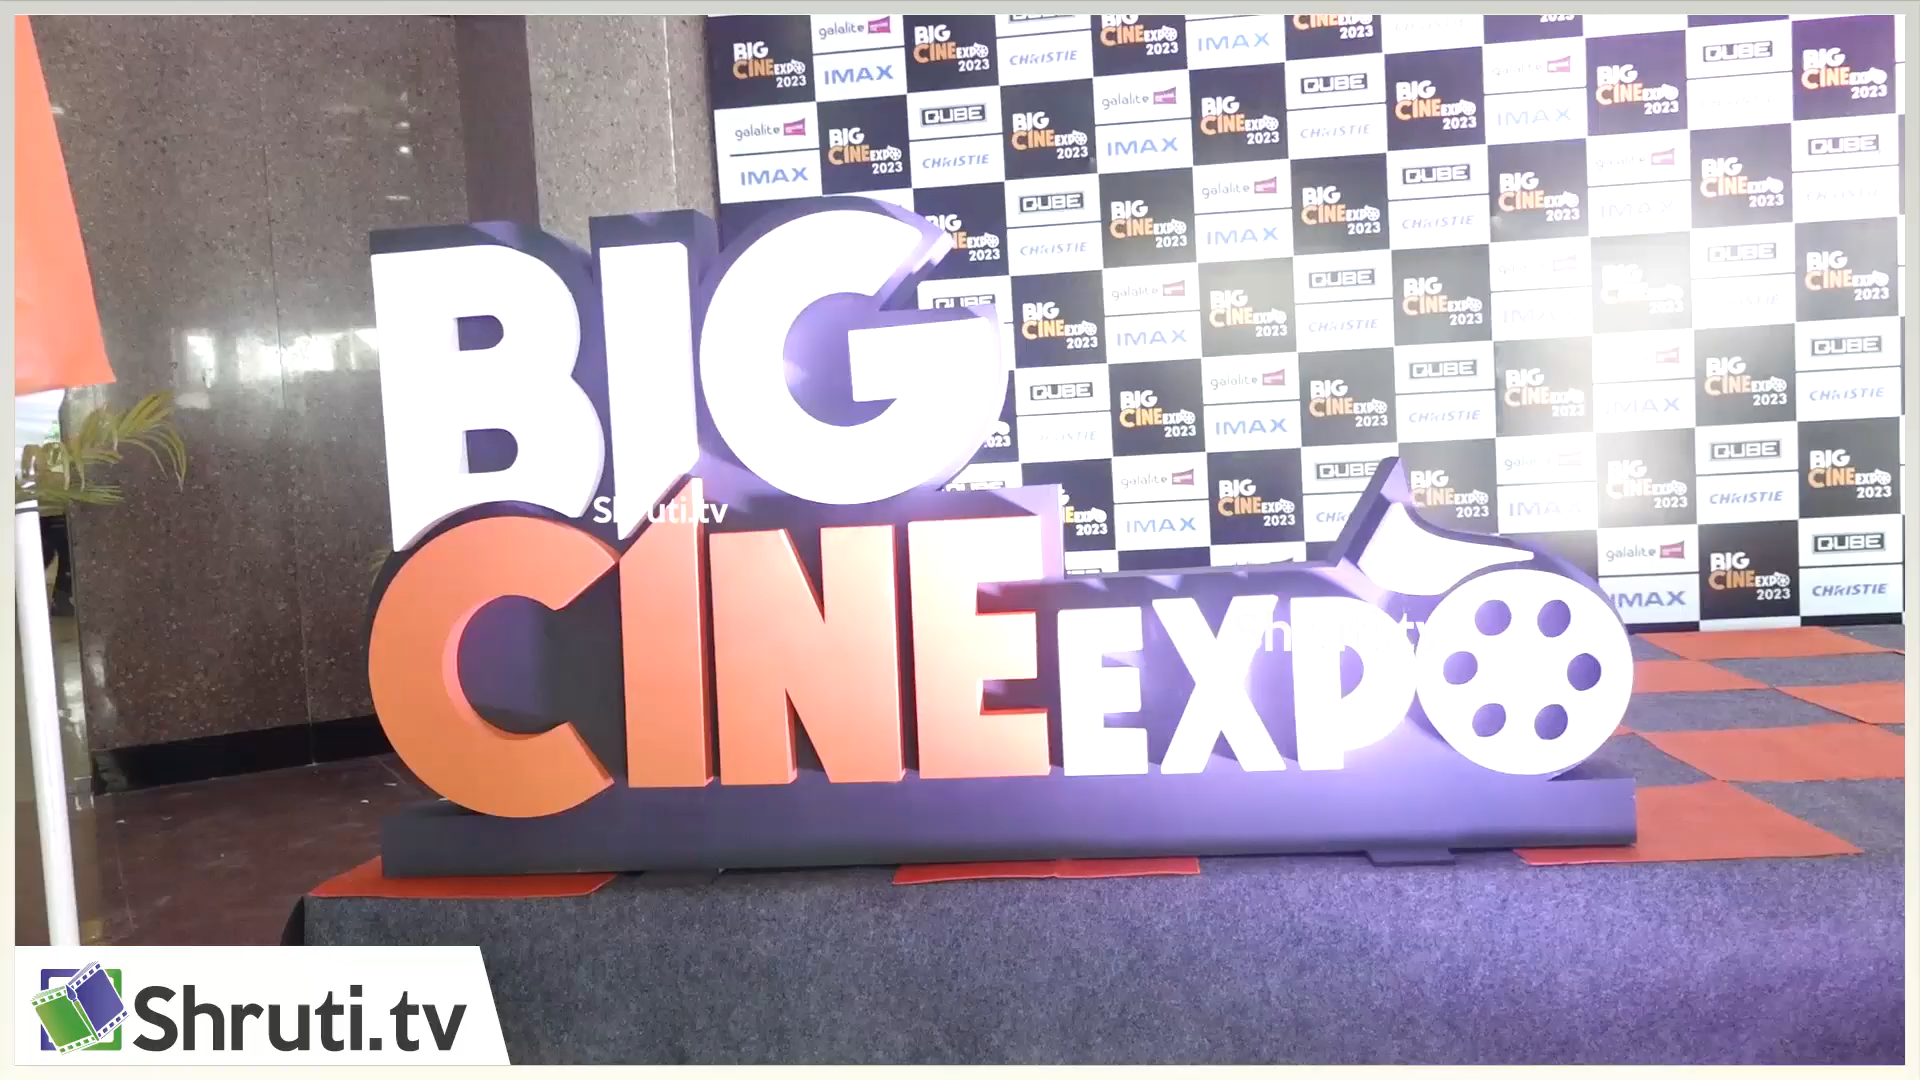 BIG
CINE EXPO
BIG
CINE EXPO
2023
galalite
IMAX
QUBE
CHRISTIE
Shruti.tv
Shruti.tv